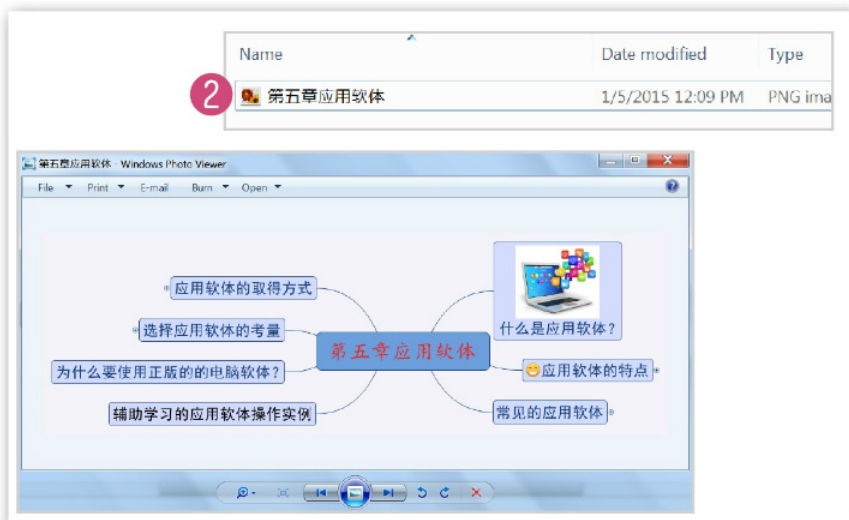 Name Date modified Type
2
第五章应用软体 1/5/2015 12:09 PM PNG ima
第五章应用软体 - Windows Photo Viewer
File Print E-mail Burn Open
应用软体的取得方式
选择应用软体的考量
为什么要使用正版的的电脑软体？
辅助学习的应用软体操作实例
第五章应用软体
什么是应用软体？
应用软体的特点
常见的应用软体